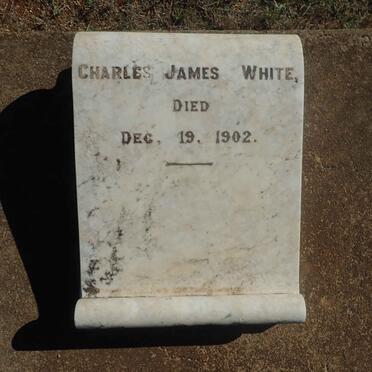 Charles James White,
Died
Dec. 19. 1902.